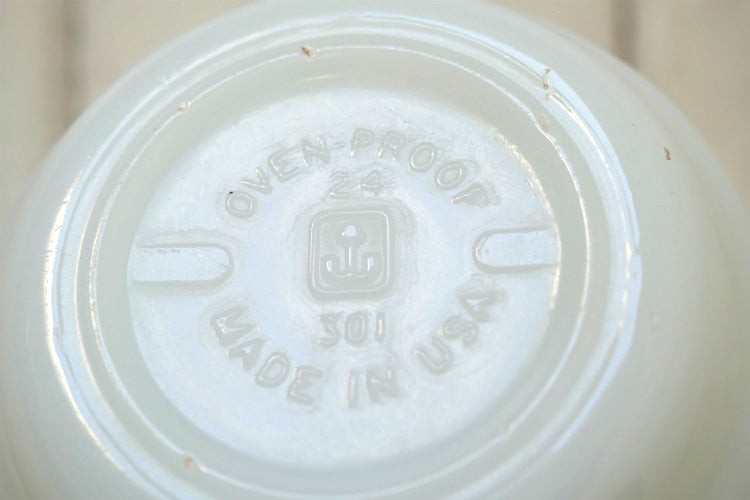 OVEN-PROOF
24
301
MADE IN USA